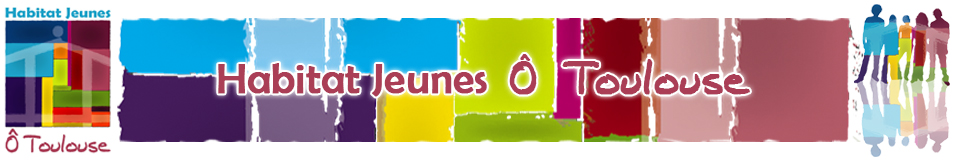 Habitat Jeunes
Ô Toulouse
Habitat Jeunes Ô Toulouse